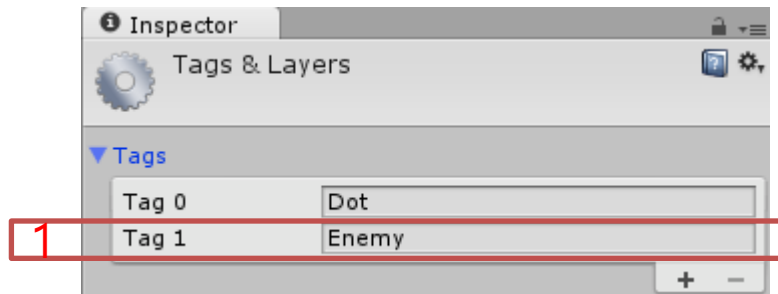 Inspector
Tags & Layers
Tags
Tag 0 Dot
1 Tag 1 Enemy
+ −